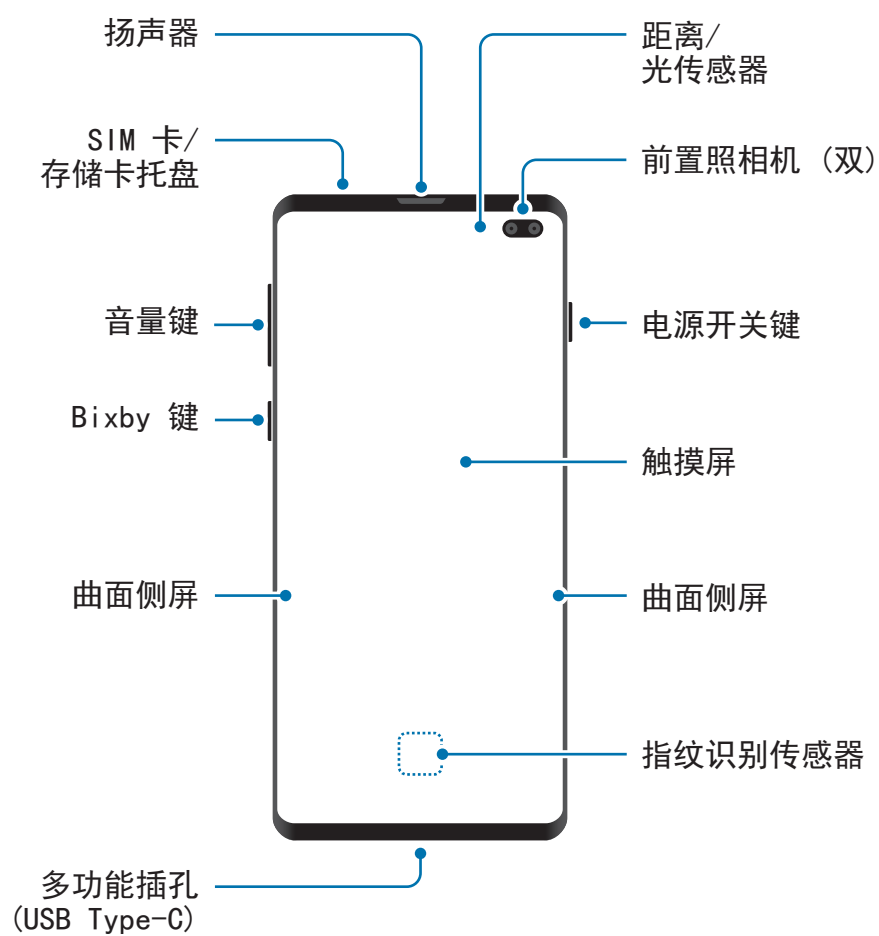 扬声器
距离/
光传感器
SIM 卡/
存储卡托盘
前置照相机 (双)
音量键
电源开关键
Bixby 键
触摸屏
曲面侧屏
曲面侧屏
指纹识别传感器
多功能插孔
(USB Type-C)